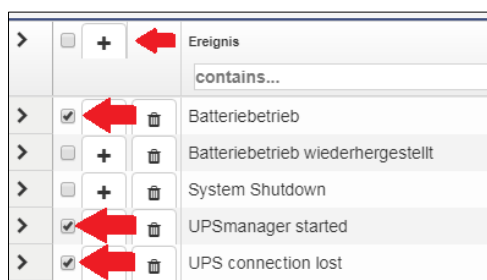 Ereignis
contains...
Batteriebetrieb
Batteriebetrieb wiederhergestellt
System Shutdown
UPSmanager started
UPS connection lost